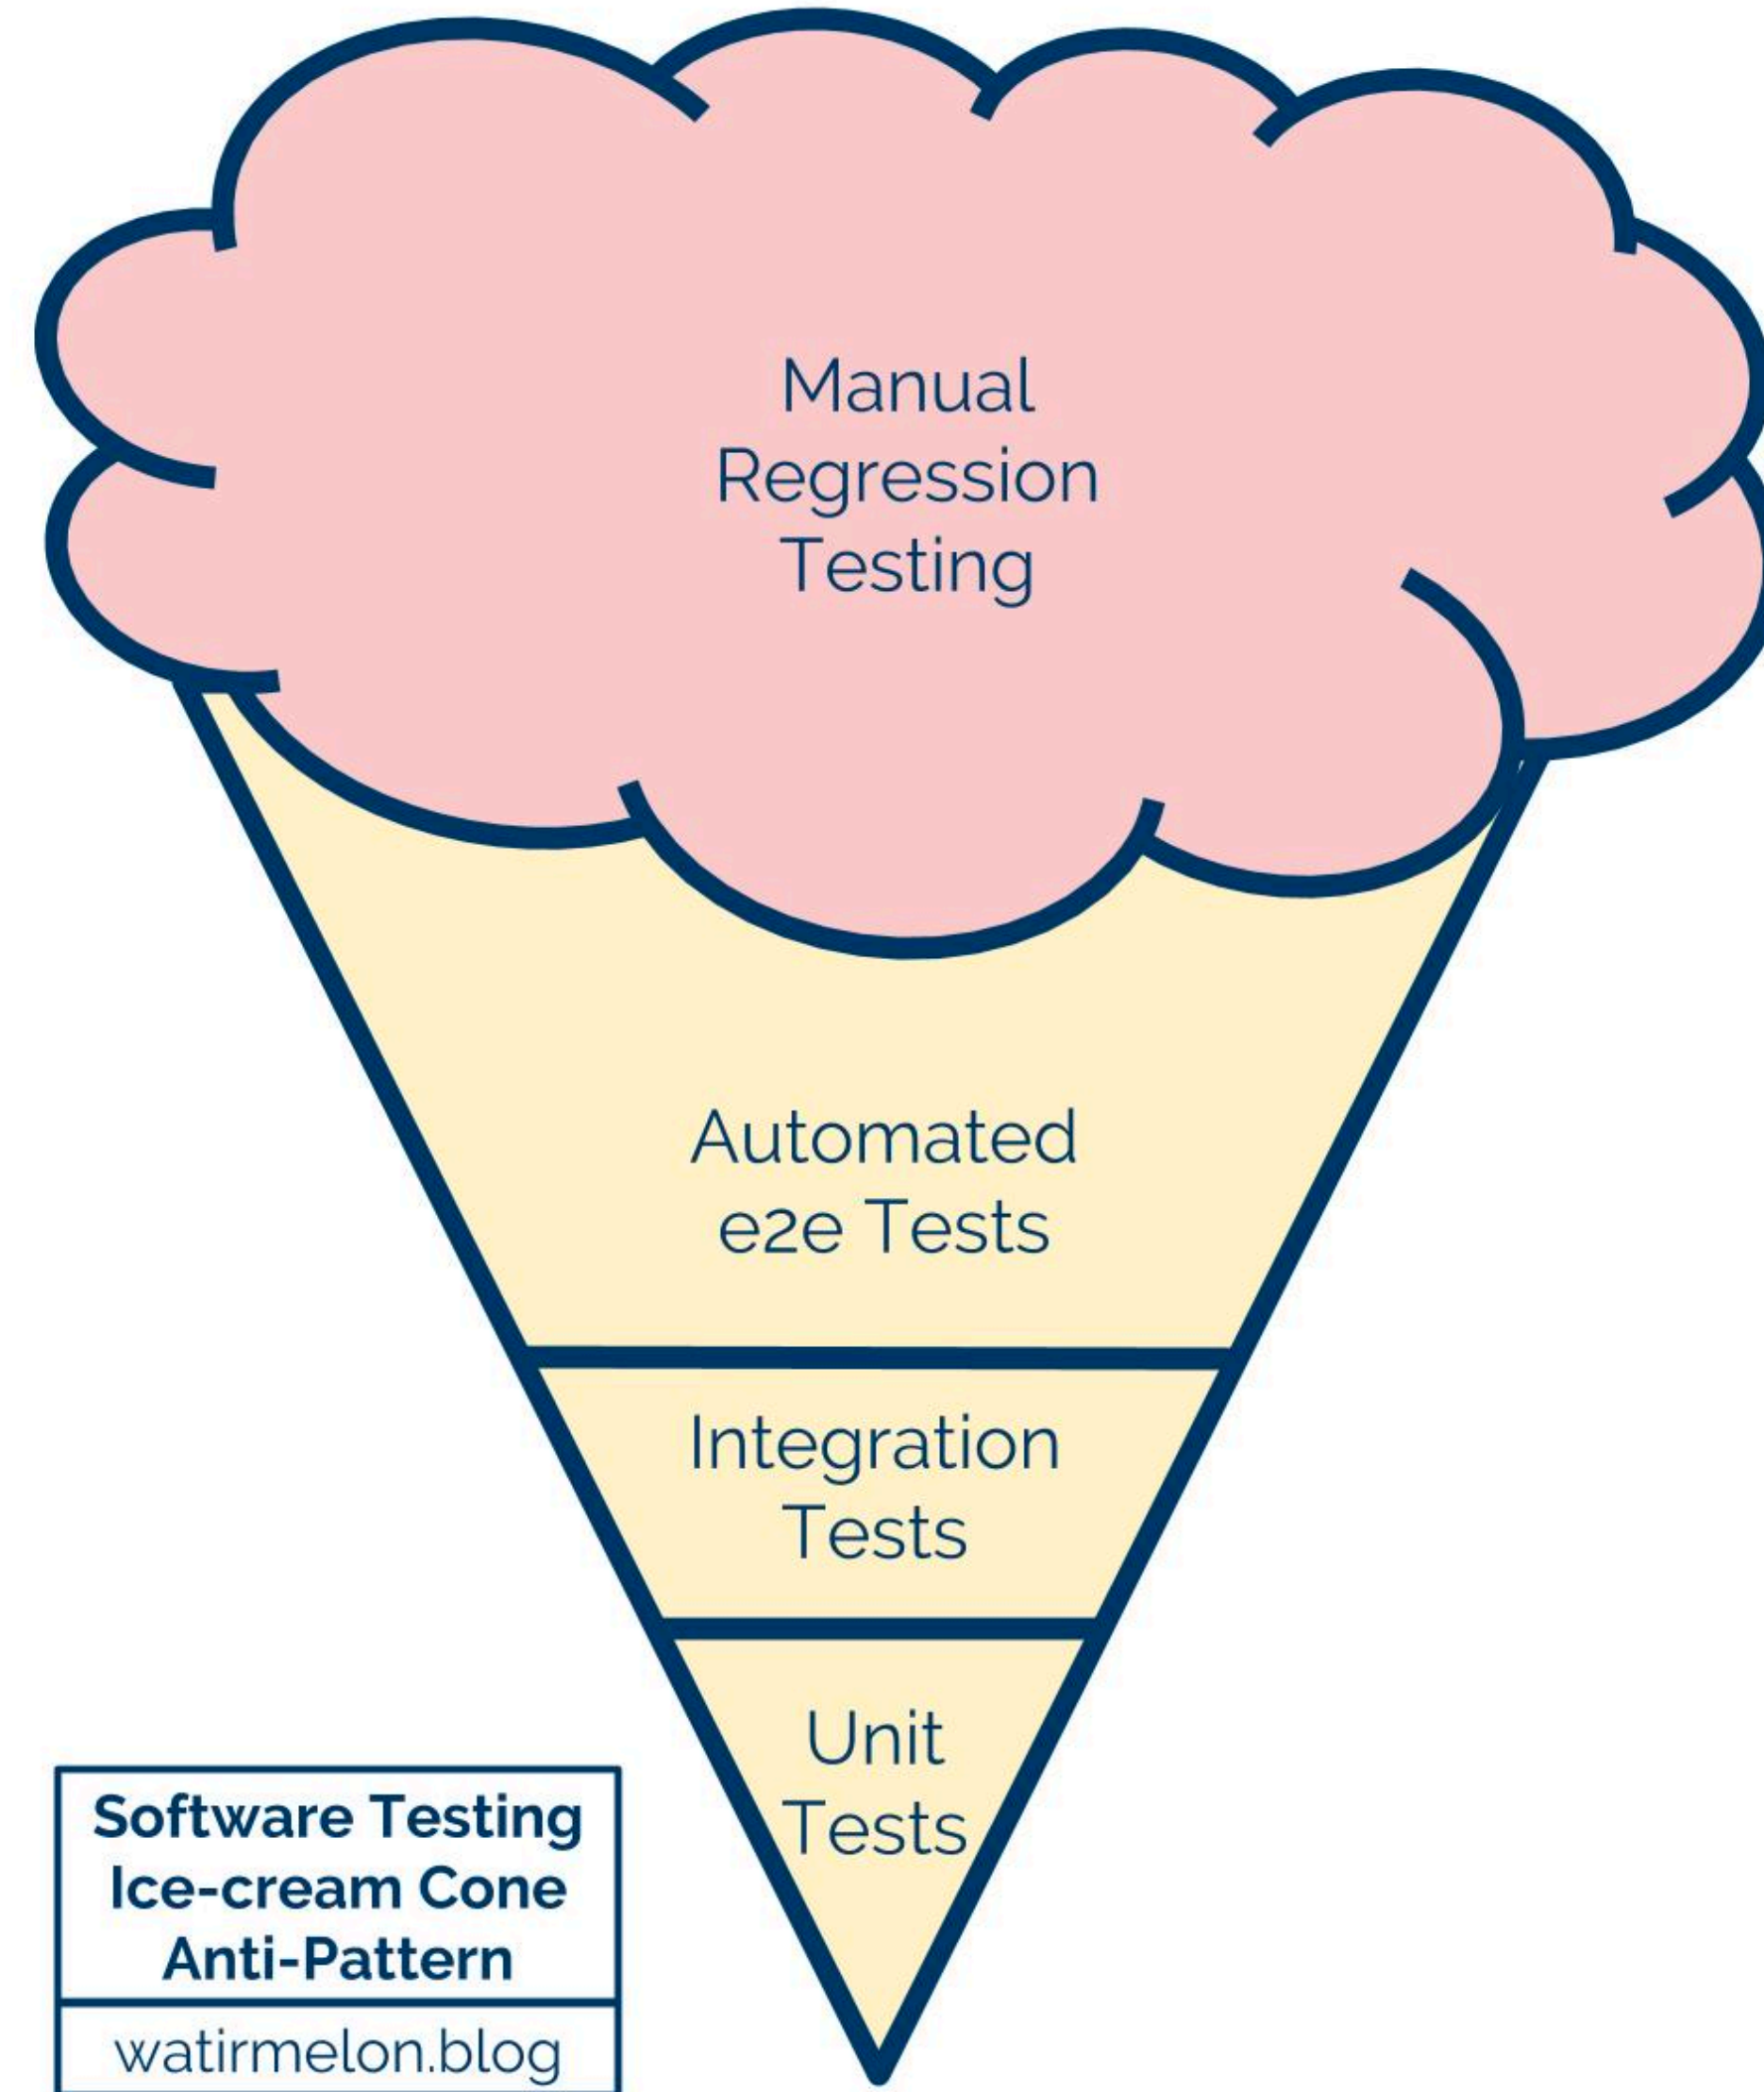 Manual
Regression
Testing
Automated
e2e Tests
Integration
Tests
Unit
Tests
Software Testing
Ice-cream Cone
Anti-Pattern
watirmelon.blog